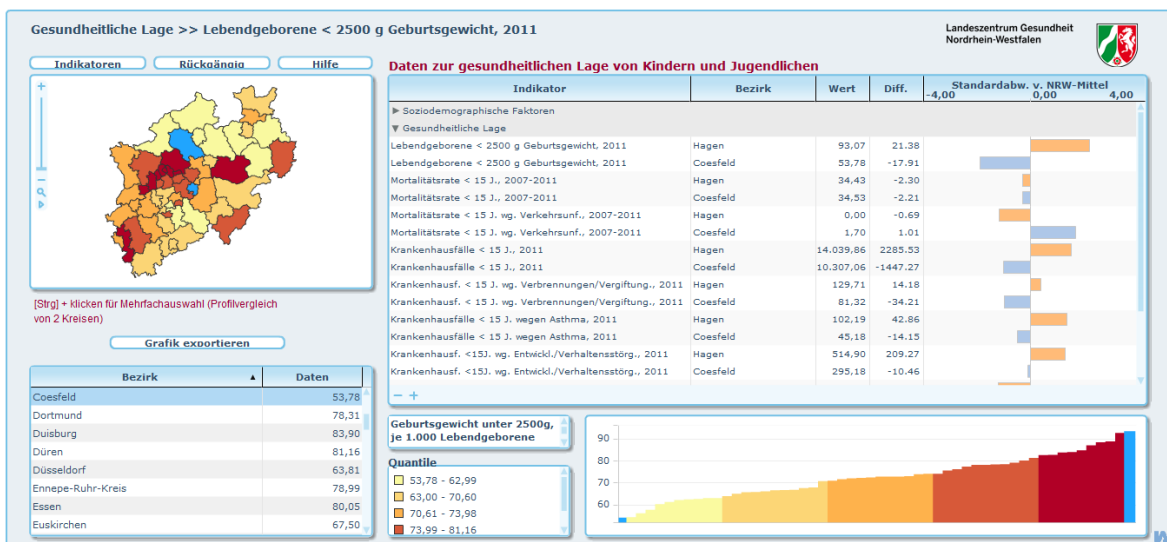 Gesundheitliche Lage >> Lebendgeborene < 2500 g Geburtsgewicht, 2011
Landeszentrum Gesundheit
Nordrhein-Westfalen
Indikatoren Rückgängig Hilfe
Daten zur gesundheitlichen Lage von Kindern und Jugendlichen
Indikator Bezirk Wert Diff. Standardabw. v. NRW-Mittel
-4,00 0,00 4,00
Soziodemographische Faktoren
Gesundheitliche Lage
Lebendgeborene < 2500 g Geburtsgewicht, 2011 Hagen 93,07 21.38
Lebendgeborene < 2500 g Geburtsgewicht, 2011 Coesfeld 53,78 -17.91
Mortalitätsrate < 15 J., 2007-2011 Hagen 34,43 -2.30
Mortalitätsrate < 15 J., 2007-2011 Coesfeld 34,53 -2.21
Mortalitätsrate < 15 J. wg. Verkehrsunf., 2007-2011 Hagen 0,00 -0.69
Mortalitätsrate < 15 J. wg. Verkehrsunf., 2007-2011 Coesfeld 1,70 1.01
Krankenhausfälle < 15 J., 2011 Hagen 14.039,86 2285.53
Krankenhausfälle < 15 J., 2011 Coesfeld 10.307,06 -1447.27
Krankenhausf. < 15 J. wg. Verbrennungen/Vergiftung., 2011 Hagen 129,71 14.18
Krankenhausf. < 15 J. wg. Verbrennungen/Vergiftung., 2011 Coesfeld 81,32 -34.21
Krankenhausfälle < 15 J. wegen Asthma, 2011 Hagen 102,19 42.86
Krankenhausfälle < 15 J. wegen Asthma, 2011 Coesfeld 45,18 -14.15
Krankenhausf. <15J. wg. Entwickl./Verhaltensstörg., 2011 Hagen 514,90 209.27
Krankenhausf. <15J. wg. Entwickl./Verhaltensstörg., 2011 Coesfeld 295,18 -10.46
[Strg] + klicken für Mehrfachauswahl (Profilvergleich
von 2 Kreisen)
Grafik exportieren
Bezirk Daten
Coesfeld 53,78
Dortmund 78,31
Duisburg 83,90
Düren 81,16
Düsseldorf 63,81
Ennepe-Ruhr-Kreis 78,99
Essen 80,05
Euskirchen 67,50
Geburtsgewicht unter 2500g,
je 1.000 Lebendgeborene
Quantile
53,78 - 62,99
63,00 - 70,60
70,61 - 73,98
73,99 - 81,16
90
80
70
60